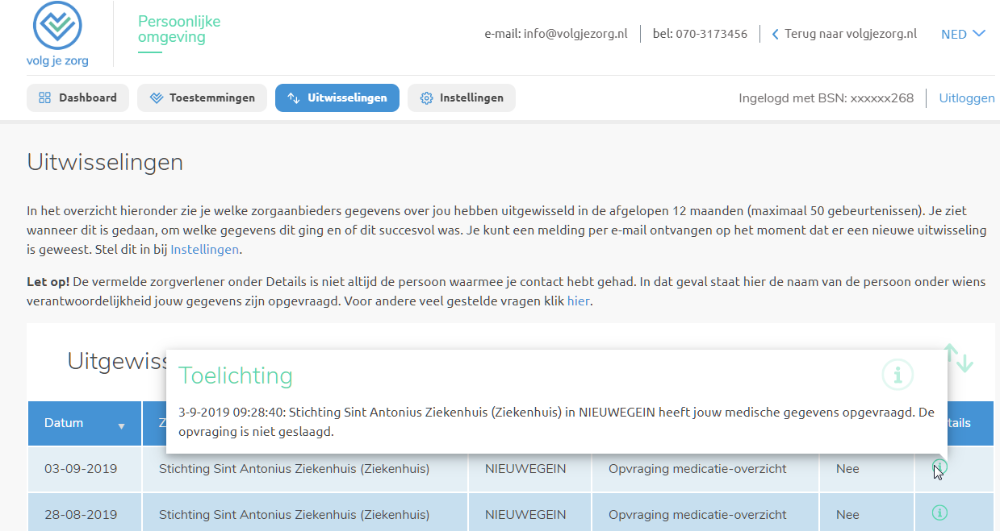 volg je zorg
Persoonlijke
omgeving
e-mail: info@volgjezorg.nl bel: 070-3173456 Terug naar volgjezorg.nl NED
Dashboard Toestemmingen Uitwisselingen Instellingen Ingelogd met BSN: xxxxxx268 Uitloggen
Uitwisselingen
In het overzicht hieronder zie je welke zorgaanbieders gegevens over jou hebben uitgewisseld in de afgelopen 12 maanden (maximaal 50 gebeurtenissen). Je ziet
wanneer dit is gedaan, om welke gegevens dit ging en of dit succesvol was. Je kunt een melding per e-mail ontvangen op het moment dat er een nieuwe uitwisseling
is geweest. Stel dit in bij Instellingen.
Let op! De vermelde zorgverlener onder Details is niet altijd de persoon waarmee je contact hebt gehad. In dat geval staat hier de naam van de persoon onder wiens
verantwoordelijkheid jouw gegevens zijn opgevraagd. Voor andere veel gestelde vragen klik hier.
Uitgewiss
Toelichting
3-9-2019 09:28:40: Stichting Sint Antonius Ziekenhuis (Ziekenhuis) in NIEUWEGEIN heeft jouw medische gegevens opgevraagd. De
opvraging is niet geslaagd.
Datum Z tails
03-09-2019 Stichting Sint Antonius Ziekenhuis (Ziekenhuis) NIEUWEGEIN Opvraging medicatie-overzicht Nee
28-08-2019 Stichting Sint Antonius Ziekenhuis (Ziekenhuis) NIEUWEGEIN Opvraging medicatie-overzicht Nee